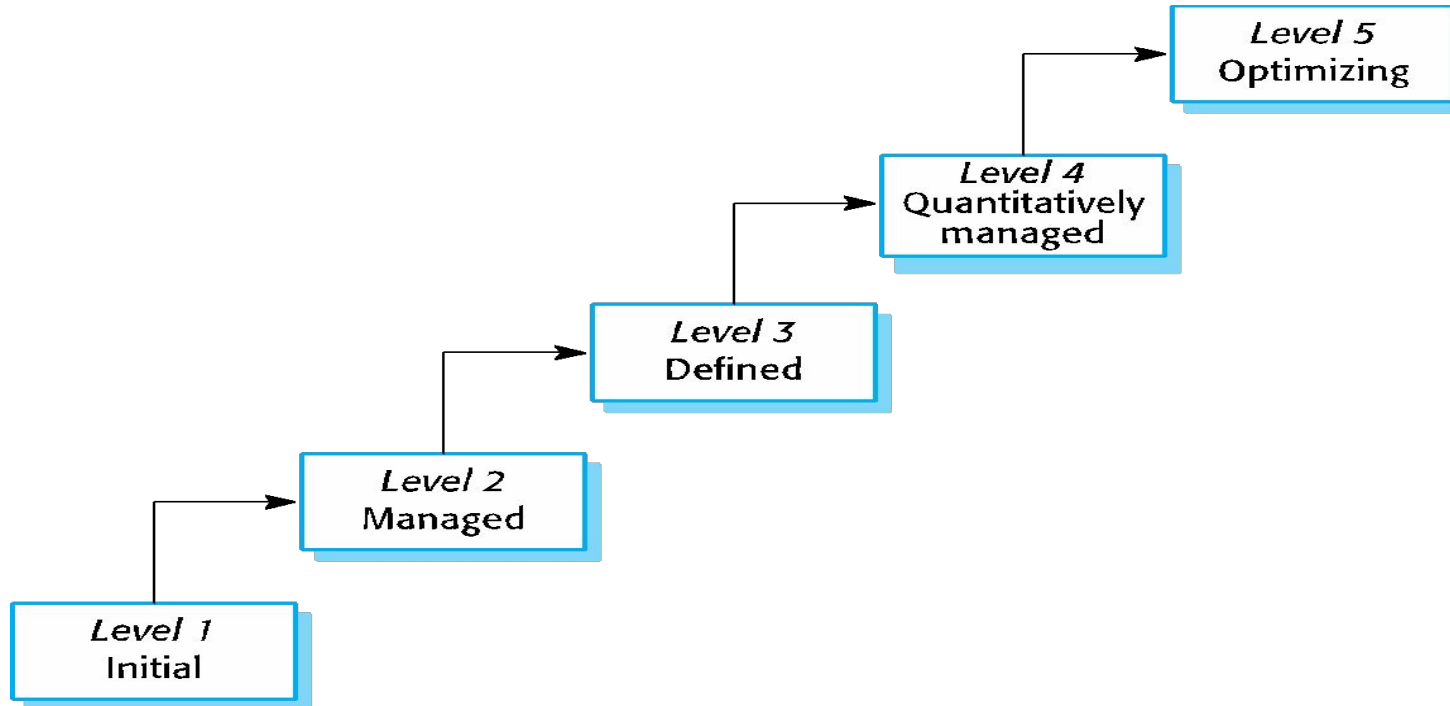 Level 5
Optimizing
Level 4
Quantitatively
managed
Level 3
Defined
Level 2
Managed
Level 1
Initial